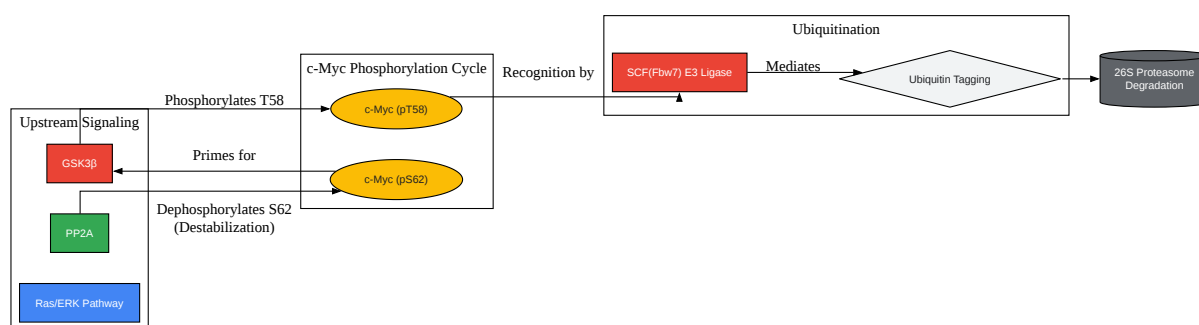 Ubiquitination
c-Myc Phosphorylation Cycle
Recognition by
SCF(Fbw7) E3 Ligase
Mediates
Ubiquitin Tagging
26S Proteasome
Degradation
Phosphorylates T58
c-Myc (pT58)
Upstream Signaling
GSK3β
Primes for
c-Myc (pS62)
Dephosphorylates S62
(Destabilization)
PP2A
Ras/ERK Pathway